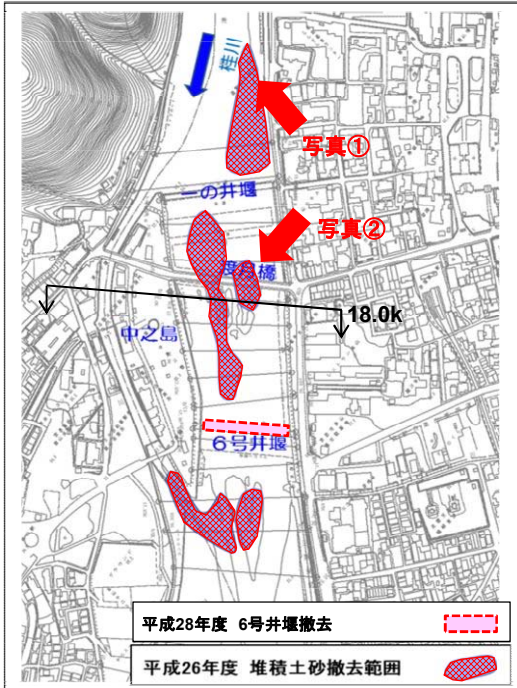 桂川
写真①
一の井堰
写真②
渡月橋
18.0k
中之島
6号井堰
平成28年度 6号井堰撤去
平成26年度 堆積土砂撤去範囲